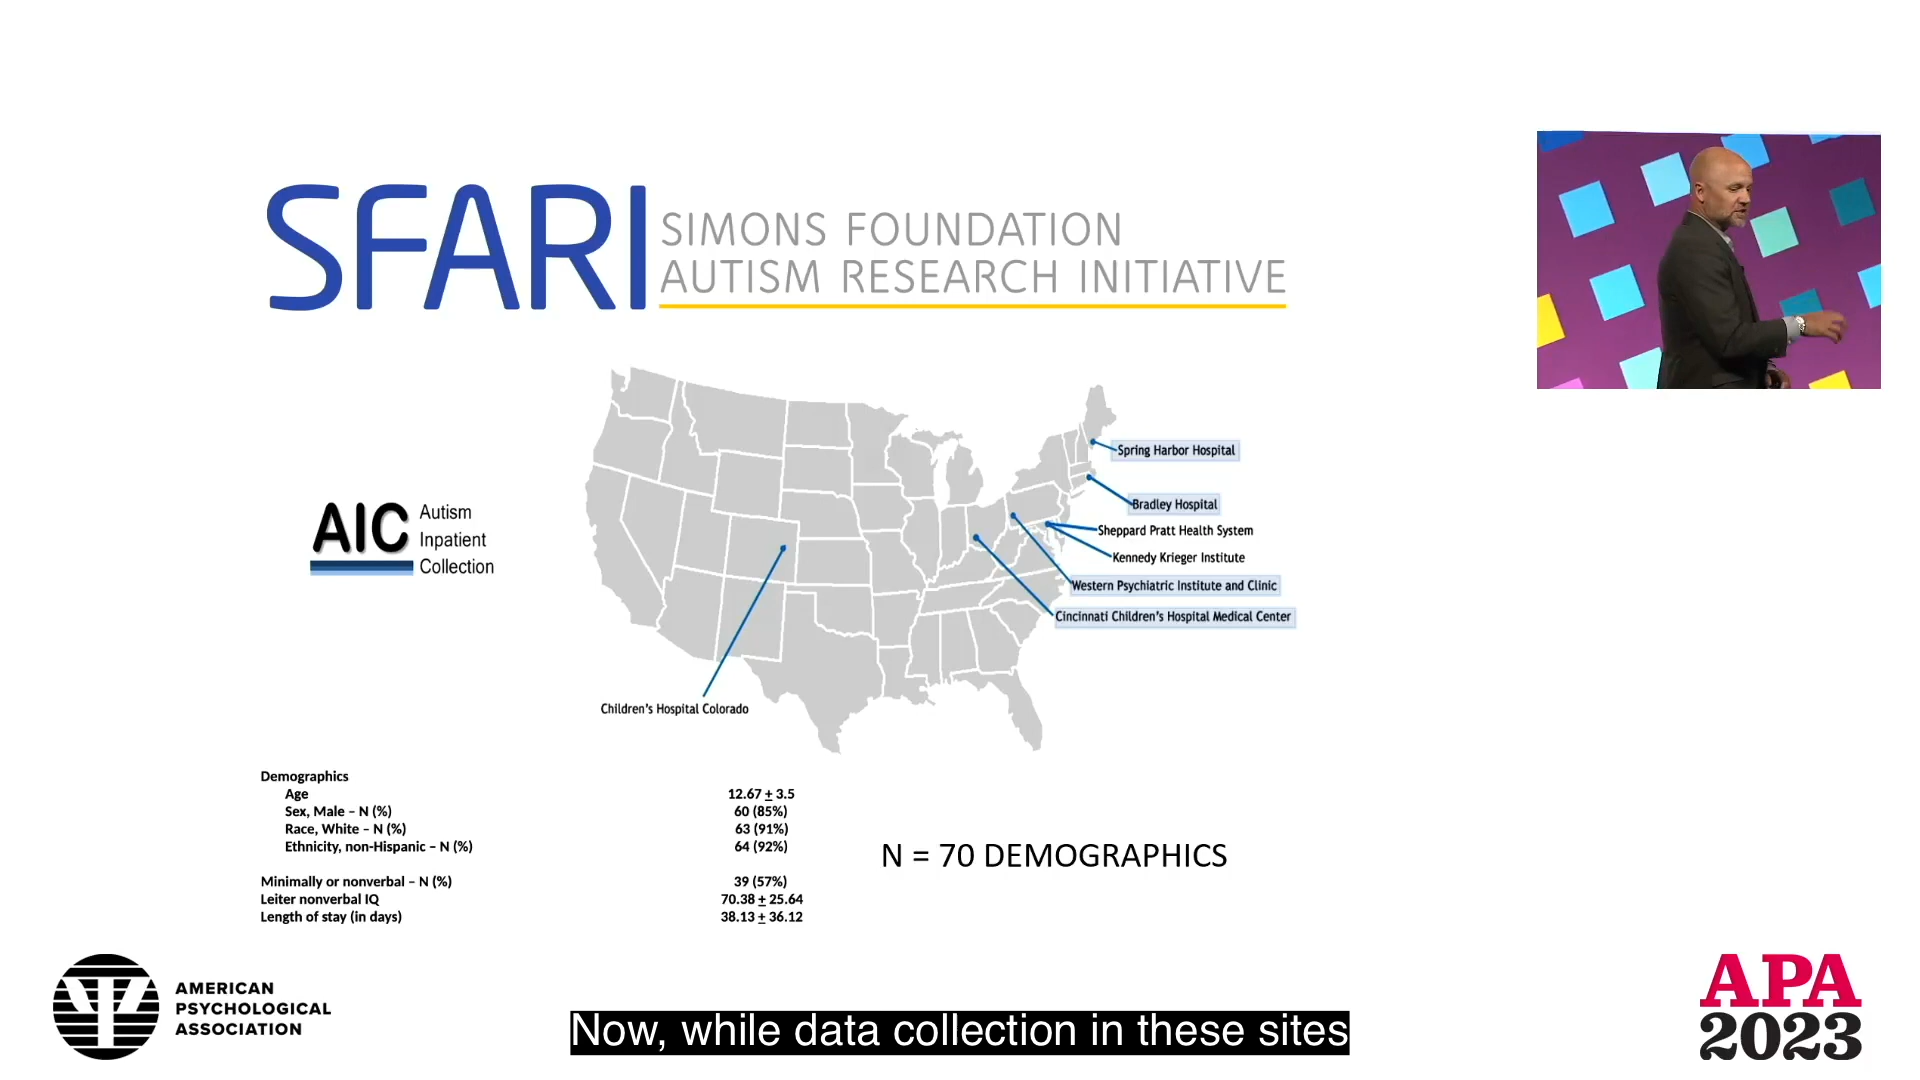 SFARI
SIMONS FOUNDATION
AUTISM RESEARCH INITIATIVE
AIC
Autism
Inpatient
Collection
Spring Harbor Hospital
Bradley Hospital
Sheppard Pratt Health System
Kennedy Krieger Institute
Western Psychiatric Institute and Clinic
Cincinnati Children's Hospital Medical Center
Children's Hospital Colorado
Demographics
Age 12.67 ± 3.5
Sex, Male – N (%) 60 (85%)
Race, White – N (%) 63 (91%)
Ethnicity, non-Hispanic – N (%) 64 (92%)
Minimally or nonverbal – N (%) 39 (57%)
Leiter nonverbal IQ 70.38 ± 25.64
Length of stay (in days) 38.13 ± 36.12
N = 70 DEMOGRAPHICS
AMERICAN
PSYCHOLOGICAL
ASSOCIATION
Now, while data collection in these sites
APA
2023